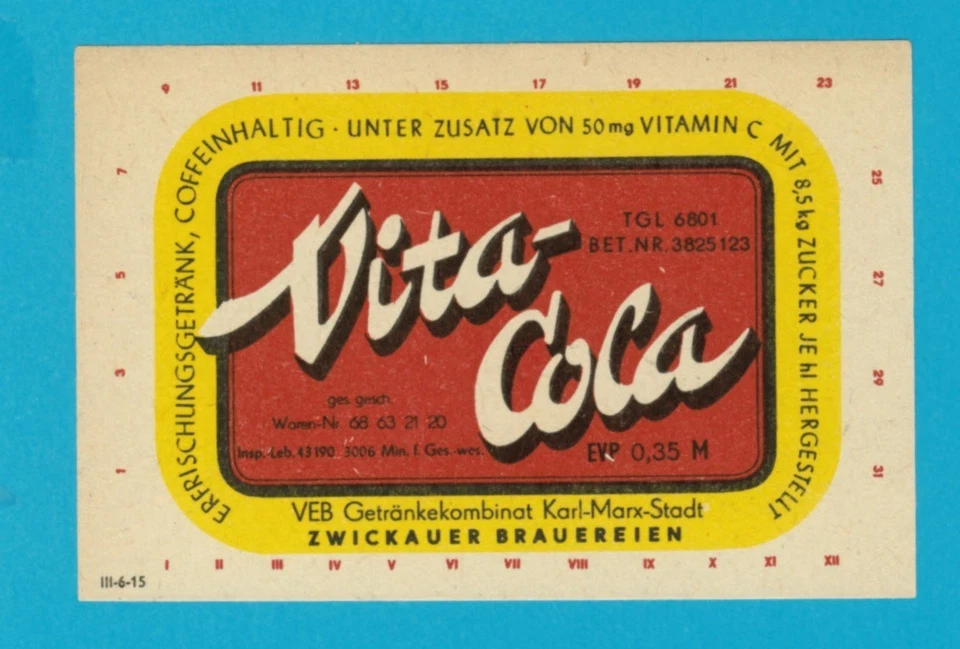 9 11 13 15 17 19 21 23
ERFRISCHUNGSGETRÄNK, COFFEINHALTIG · UNTER ZUSATZ VON 50 mg VITAMIN C MIT 8,5 kg ZUCKER JE hl HERGESTELLT
7
5
3
1
25
27
29
31
Vita-
Cola
TGL 6801
BET.NR. 3825123
ges. gesch.
Waren-Nr 68 63 21 20
Insp.-Leb. 43190 3006 Min. f. Ges.-wes.
EVP 0,35 M
VEB Getränkekombinat Karl-Marx-Stadt
ZWICKAUER BRAUEREIEN
I II III IV V VI VII VIII IX X XI XII
III-6-15